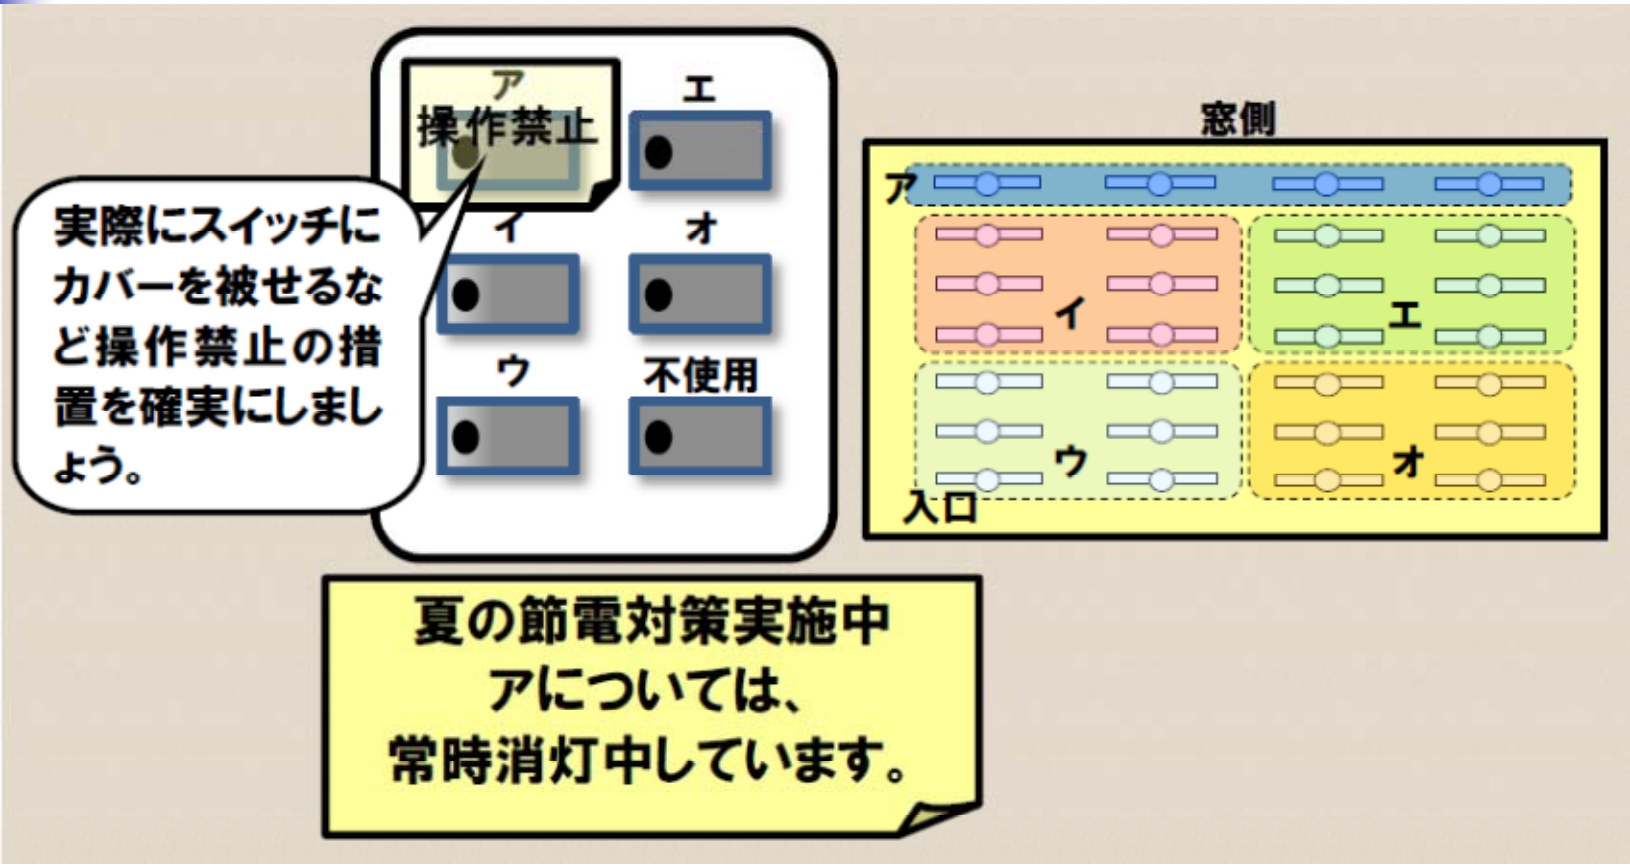 ア
操作禁止
エ
実際にスイッチに
カバーを被せるな
ど操作禁止の措
置を確実にしまし
ょう。
イ
オ
ウ
不使用
窓側
ア
イ
エ
ウ
オ
入口
夏の節電対策実施中
アについては、
常時消灯中しています。